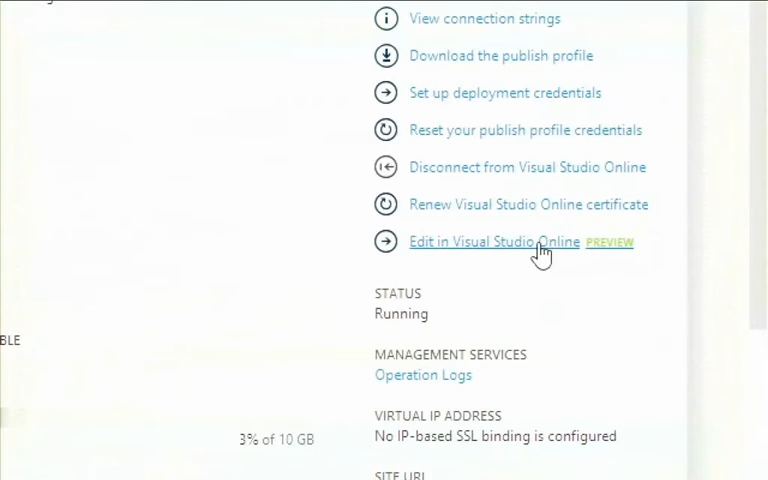 View connection strings
Download the publish profile
Set up deployment credentials
Reset your publish profile credentials
Disconnect from Visual Studio Online
Renew Visual Studio Online certificate
Edit in Visual Studio Online PREVIEW
STATUS
Running
BLE
MANAGEMENT SERVICES
Operation Logs
VIRTUAL IP ADDRESS
No IP-based SSL binding is configured
3% of 10 GB
SITE URL